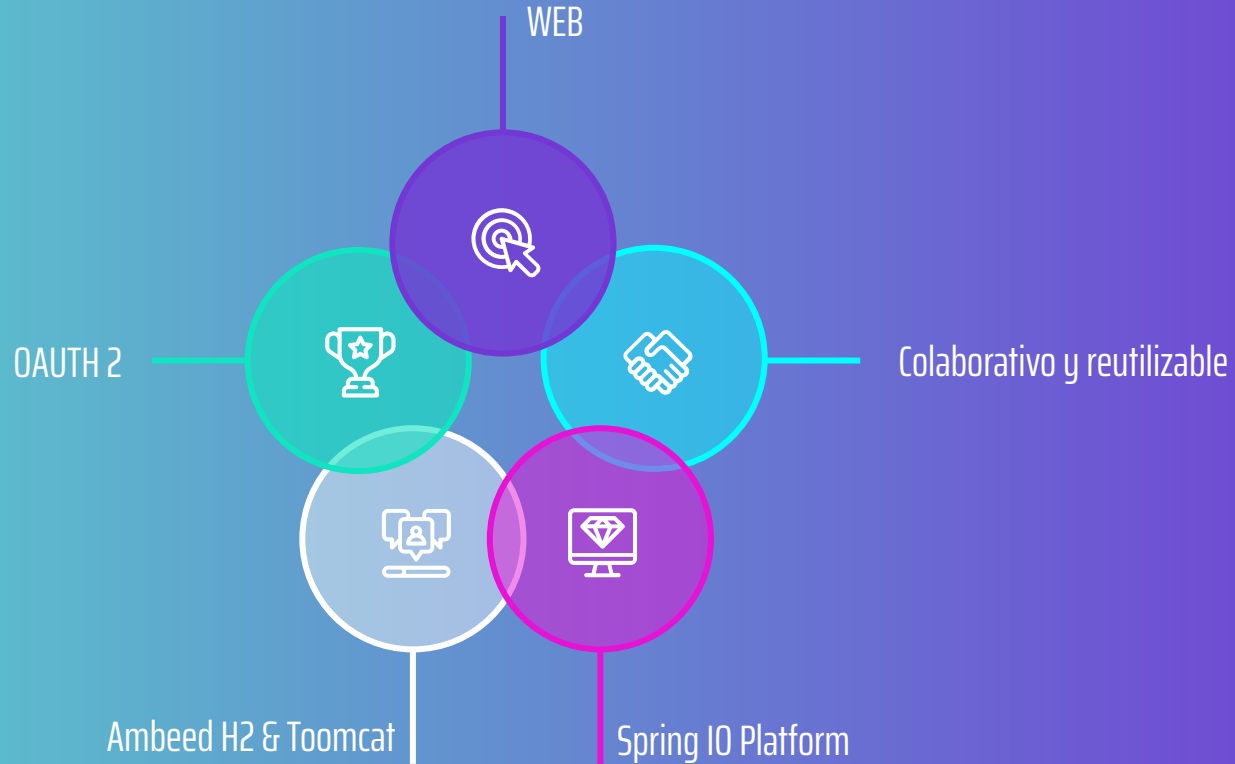 WEB
OAUTH 2
Colaborativo y reutilizable
Ambeed H2 & Toomcat
Spring IO Platform